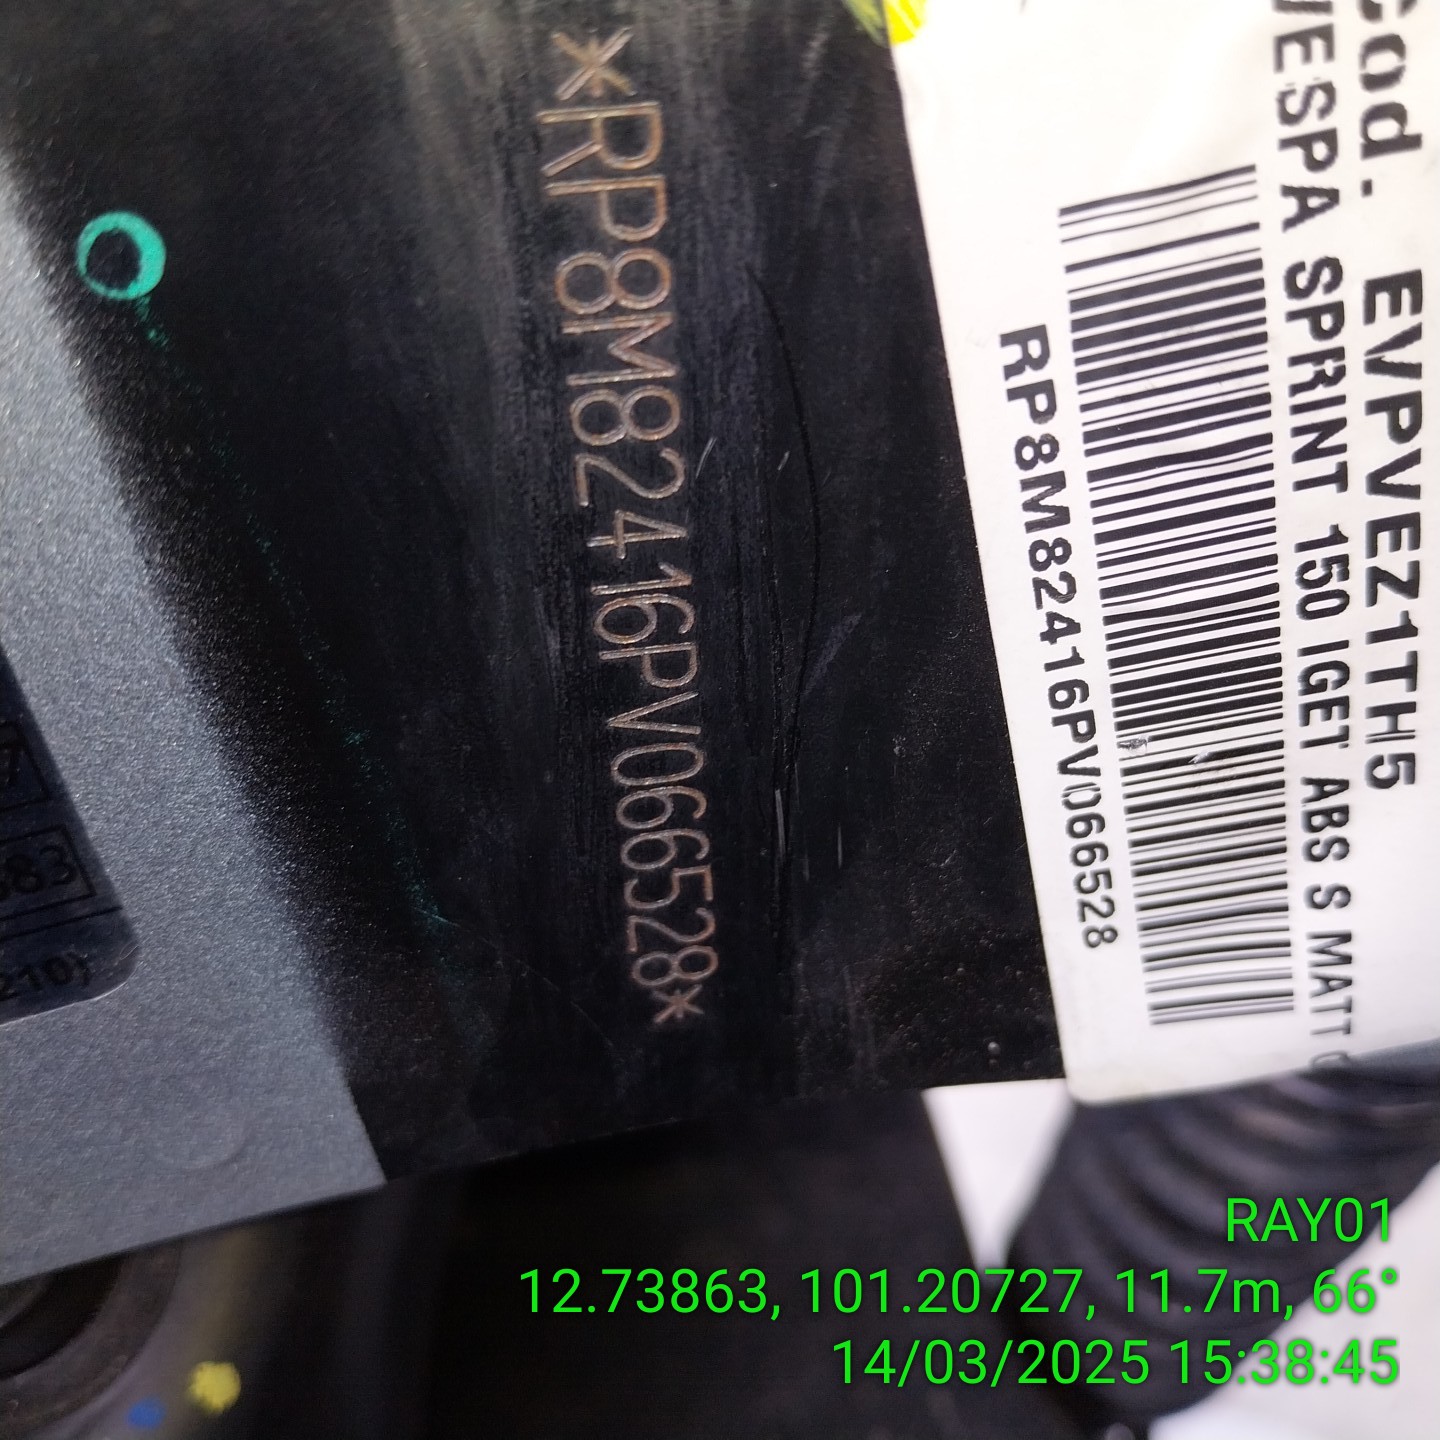 *RP8M82416PV066528*
Cod. EVPVEZ1TH5
VESPA SPRINT 150 IGET ABS S MATT
RP8M82416PV066528
RAY01
12.73863, 101.20727, 11.7m, 66°
14/03/2025 15:38:45